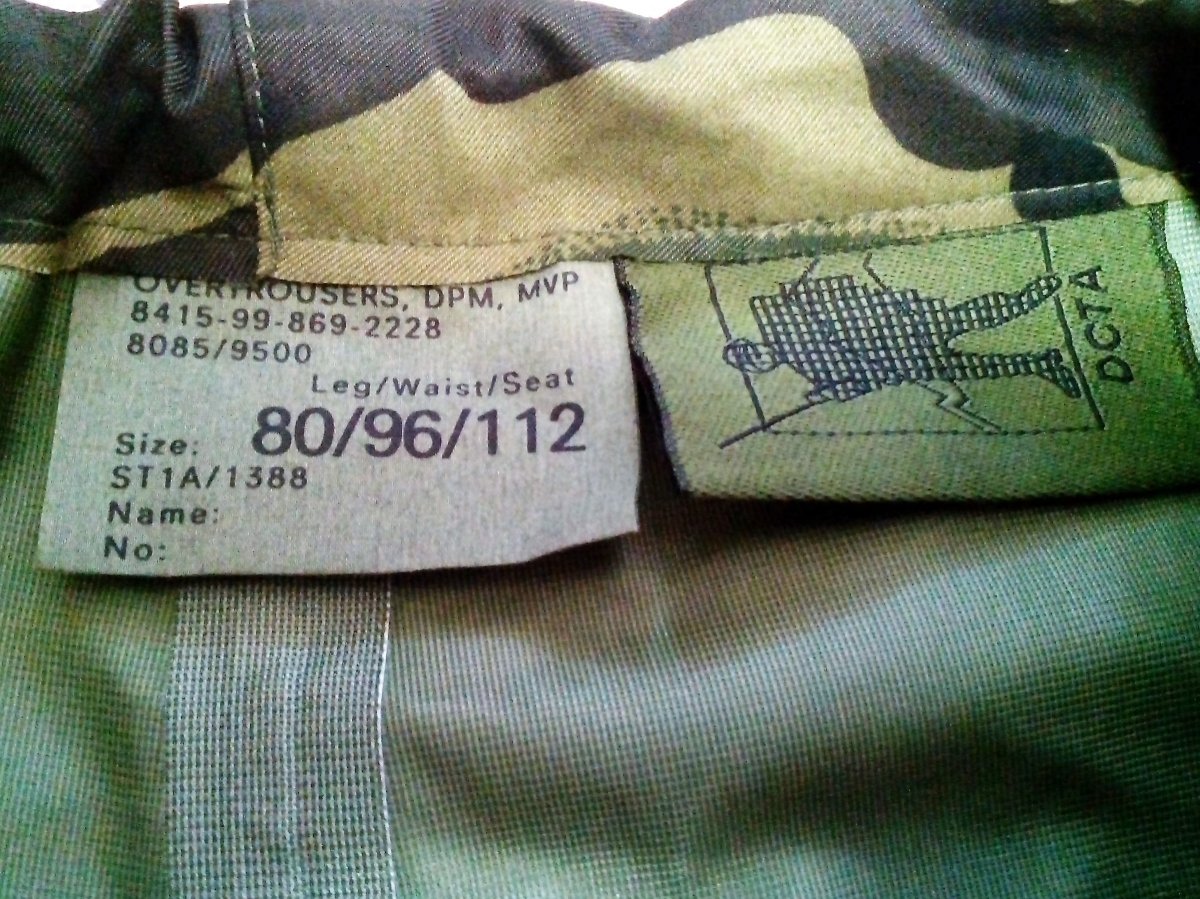 OVERTROUSERS, DPM, MVP
8415-99-869-2228
8085/9500
Leg/Waist/Seat
Size: 80/96/112
ST1A/1388
Name:
No:
DCTA